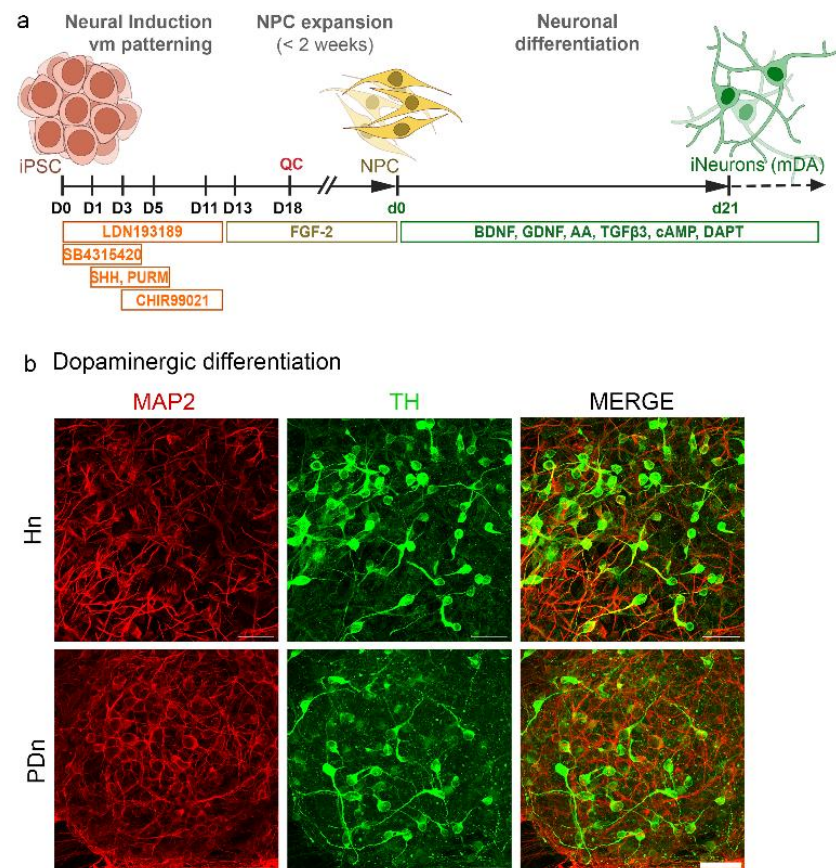 a
Neural Induction
vm patterning
NPC expansion
(< 2 weeks)
Neuronal
differentiation
iPSC
QC
NPC
iNeurons (mDA)
D0 D1 D3 D5 D11 D13 D18 d0 d21
LDN193189 FGF-2 BDNF, GDNF, AA, TGFβ3, cAMP, DAPT
SB4315420
SHH, PURM
CHIR99021
b Dopaminergic differentiation
MAP2 TH MERGE
Hn
PDn